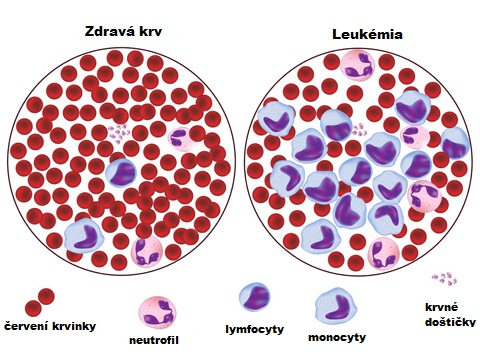 Zdravá krv
Leukémia
červení krvinky
neutrofil
lymfocyty
monocyty
krvné
doštičky